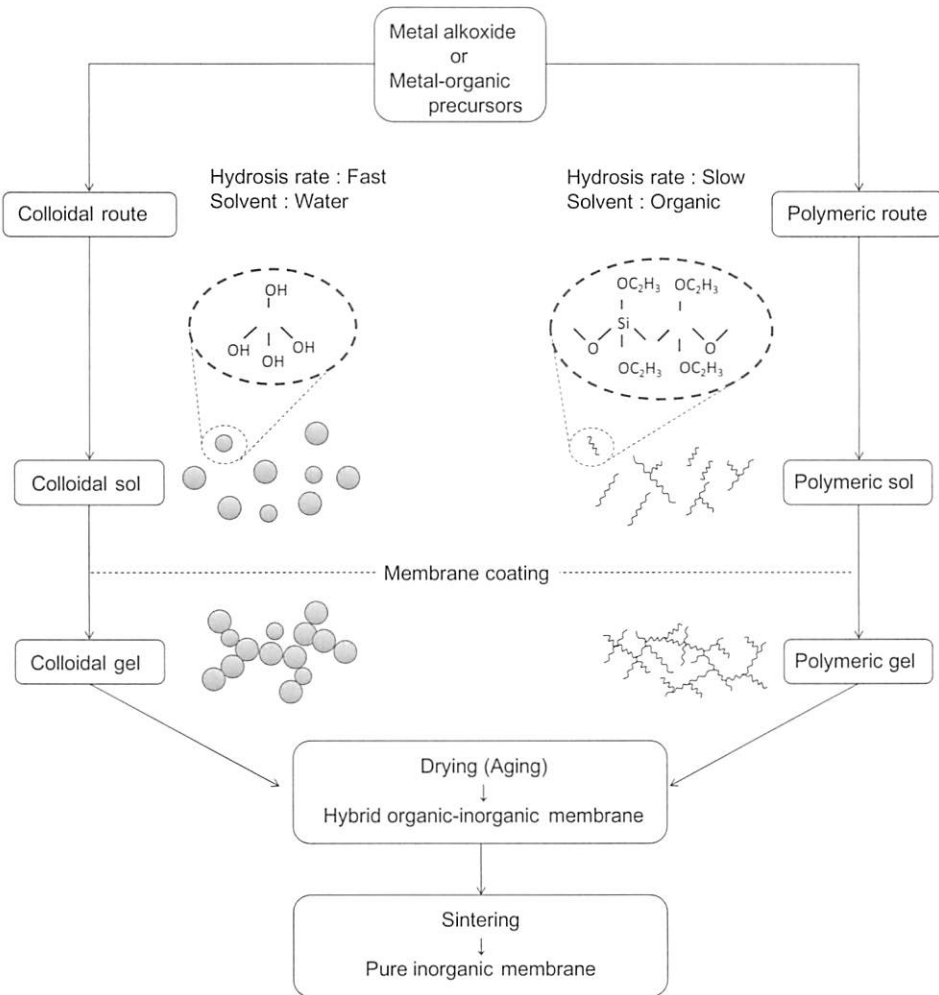 Metal alkoxide
or
Metal-organic
precursors
Hydrosis rate : Fast
Solvent : Water
Hydrosis rate : Slow
Solvent : Organic
Colloidal route
Polymeric route
OH
OH
OH
OH
OC₂H₃ OC₂H₃
Si
O
O
OC₂H₃ OC₂H₃
Colloidal sol
Polymeric sol
Membrane coating
Colloidal gel
Polymeric gel
Drying (Aging)
Hybrid organic-inorganic membrane
Sintering
Pure inorganic membrane